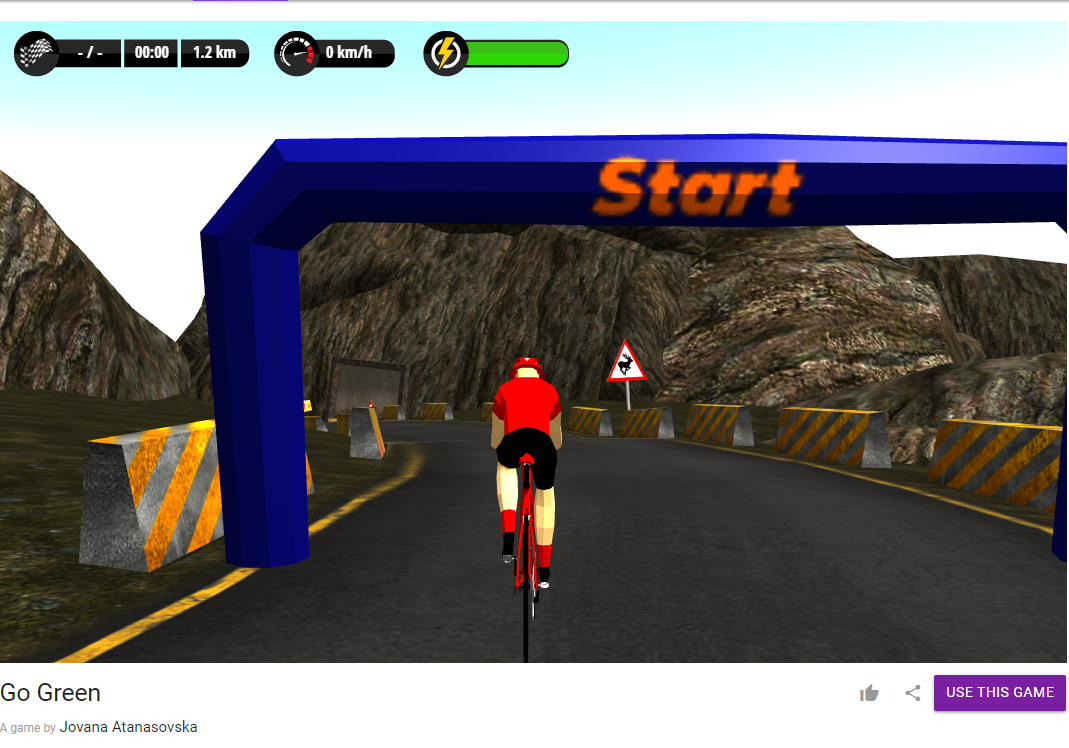 - / - 00:00 1.2 km 0 km/h
Start
Go Green
USE THIS GAME
A game by Jovana Atanasovska